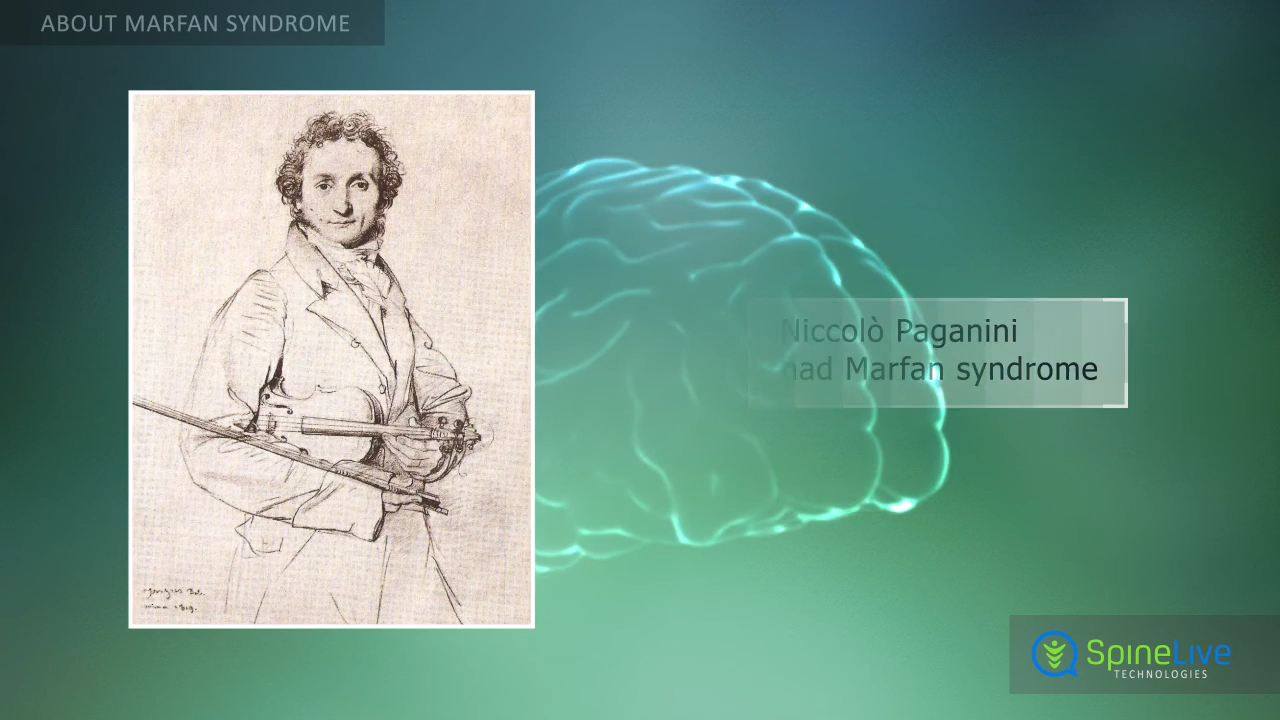 ABOUT MARFAN SYNDROME
Niccolò Paganini
had Marfan syndrome
SpineLive
TECHNOLOGIES